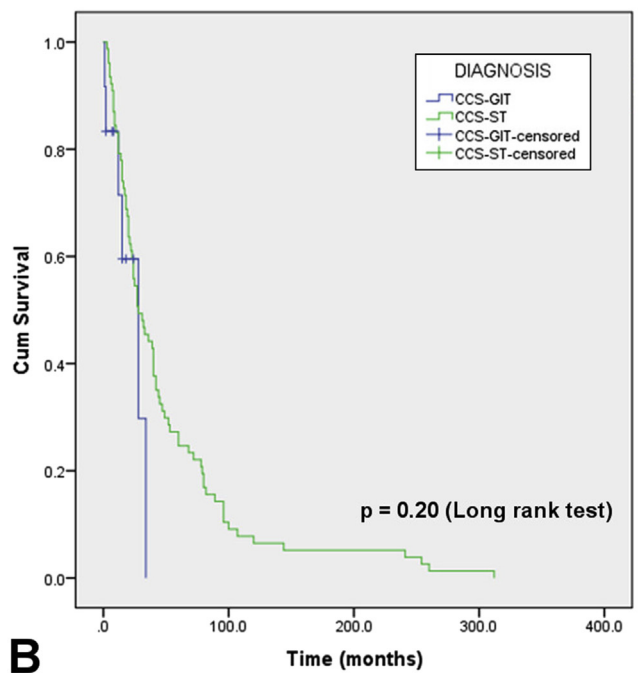 1.0
0.8
0.6
0.4
0.2
0.0
Cum Survival
DIAGNOSIS
CCS-GIT
CCS-ST
CCS-GIT-censored
CCS-ST-censored
p = 0.20 (Long rank test)
.0 100.0 200.0 300.0 400.0
Time (months)
B